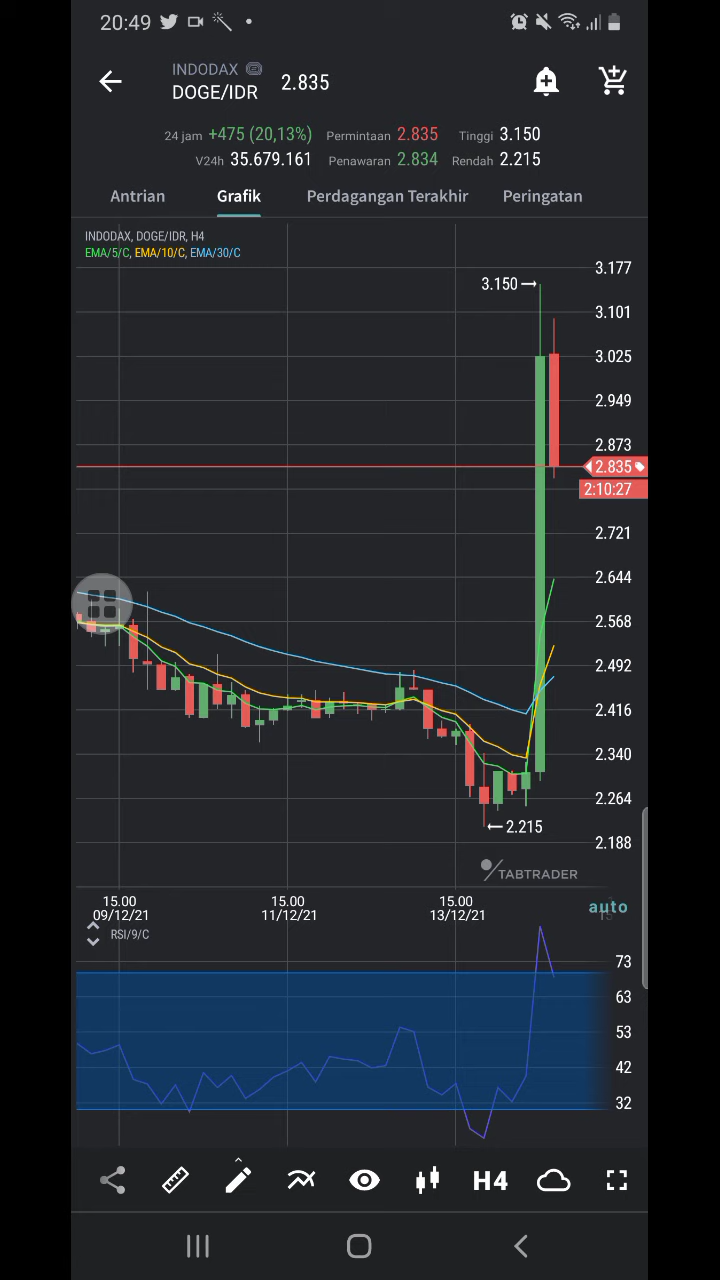 20:49
INDODAX
DOGE/IDR 2.835
24 jam +475 (20,13%) Permintaan 2.835 Tinggi 3.150
V24h 35.679.161 Penawaran 2.834 Rendah 2.215
Antrian Grafik Perdagangan Terakhir Peringatan
INDODAX, DOGE/IDR, H4
EMA/5/C, EMA/10/C, EMA/30/C
3.177
3.150
3.101
3.025
2.949
2.873
2.835
2:10:27
2.721
2.644
2.568
2.492
2.416
2.340
2.264
2.215
2.188
TABTRADER
15.00 15.00 15.00
09/12/21 11/12/21 13/12/21
auto
RSI/9/C
73
63
53
42
32
H4